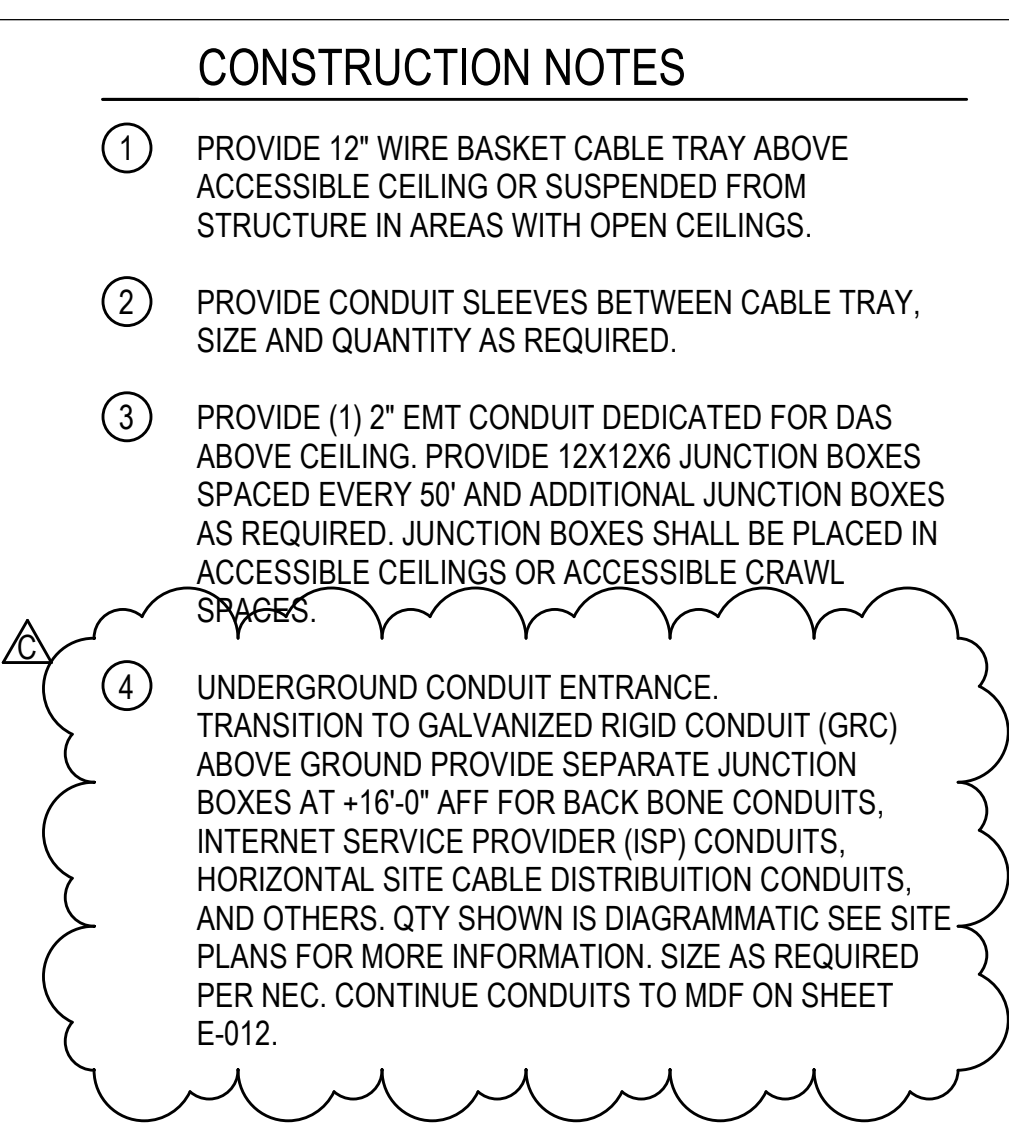 CONSTRUCTION NOTES
1 PROVIDE 12" WIRE BASKET CABLE TRAY ABOVE
ACCESSIBLE CEILING OR SUSPENDED FROM
STRUCTURE IN AREAS WITH OPEN CEILINGS.
2 PROVIDE CONDUIT SLEEVES BETWEEN CABLE TRAY,
SIZE AND QUANTITY AS REQUIRED.
3 PROVIDE (1) 2" EMT CONDUIT DEDICATED FOR DAS
ABOVE CEILING. PROVIDE 12X12X6 JUNCTION BOXES
SPACED EVERY 50' AND ADDITIONAL JUNCTION BOXES
AS REQUIRED. JUNCTION BOXES SHALL BE PLACED IN
ACCESSIBLE CEILINGS OR ACCESSIBLE CRAWL
SPACES.
C
4 UNDERGROUND CONDUIT ENTRANCE.
TRANSITION TO GALVANIZED RIGID CONDUIT (GRC)
ABOVE GROUND PROVIDE SEPARATE JUNCTION
BOXES AT +16'-0" AFF FOR BACK BONE CONDUITS,
INTERNET SERVICE PROVIDER (ISP) CONDUITS,
HORIZONTAL SITE CABLE DISTRIBUITION CONDUITS,
AND OTHERS. QTY SHOWN IS DIAGRAMMATIC SEE SITE
PLANS FOR MORE INFORMATION. SIZE AS REQUIRED
PER NEC. CONTINUE CONDUITS TO MDF ON SHEET
E-012.